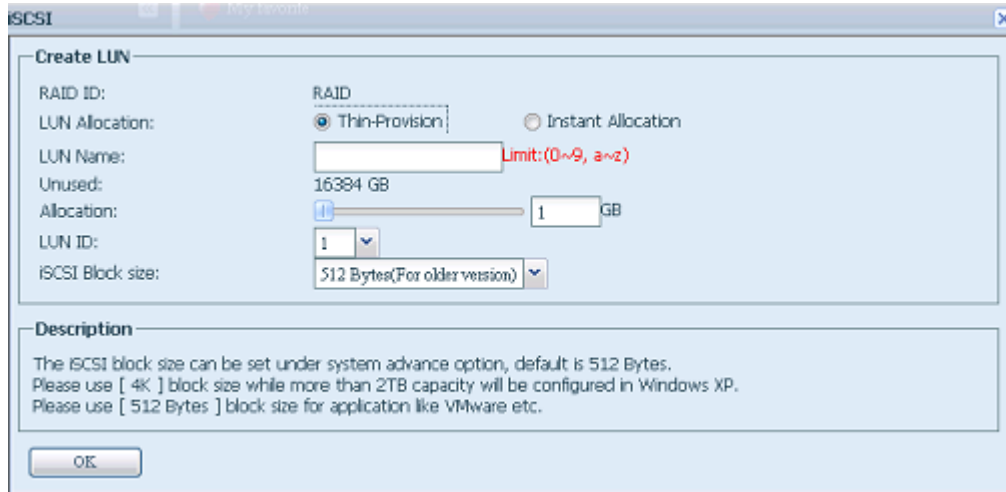 iSCSI
My favorite
Create LUN
RAID ID: RAID
LUN Allocation: Thin-Provision Instant Allocation
LUN Name: Limit:(0~9, a~z)
Unused: 16384 GB
Allocation: 1 GB
LUN ID: 1
iSCSI Block size: 512 Bytes(For older version)
Description
The iSCSI block size can be set under system advance option, default is 512 Bytes.
Please use [ 4K ] block size while more than 2TB capacity will be configured in Windows XP.
Please use [ 512 Bytes ] block size for application like VMware etc.
OK